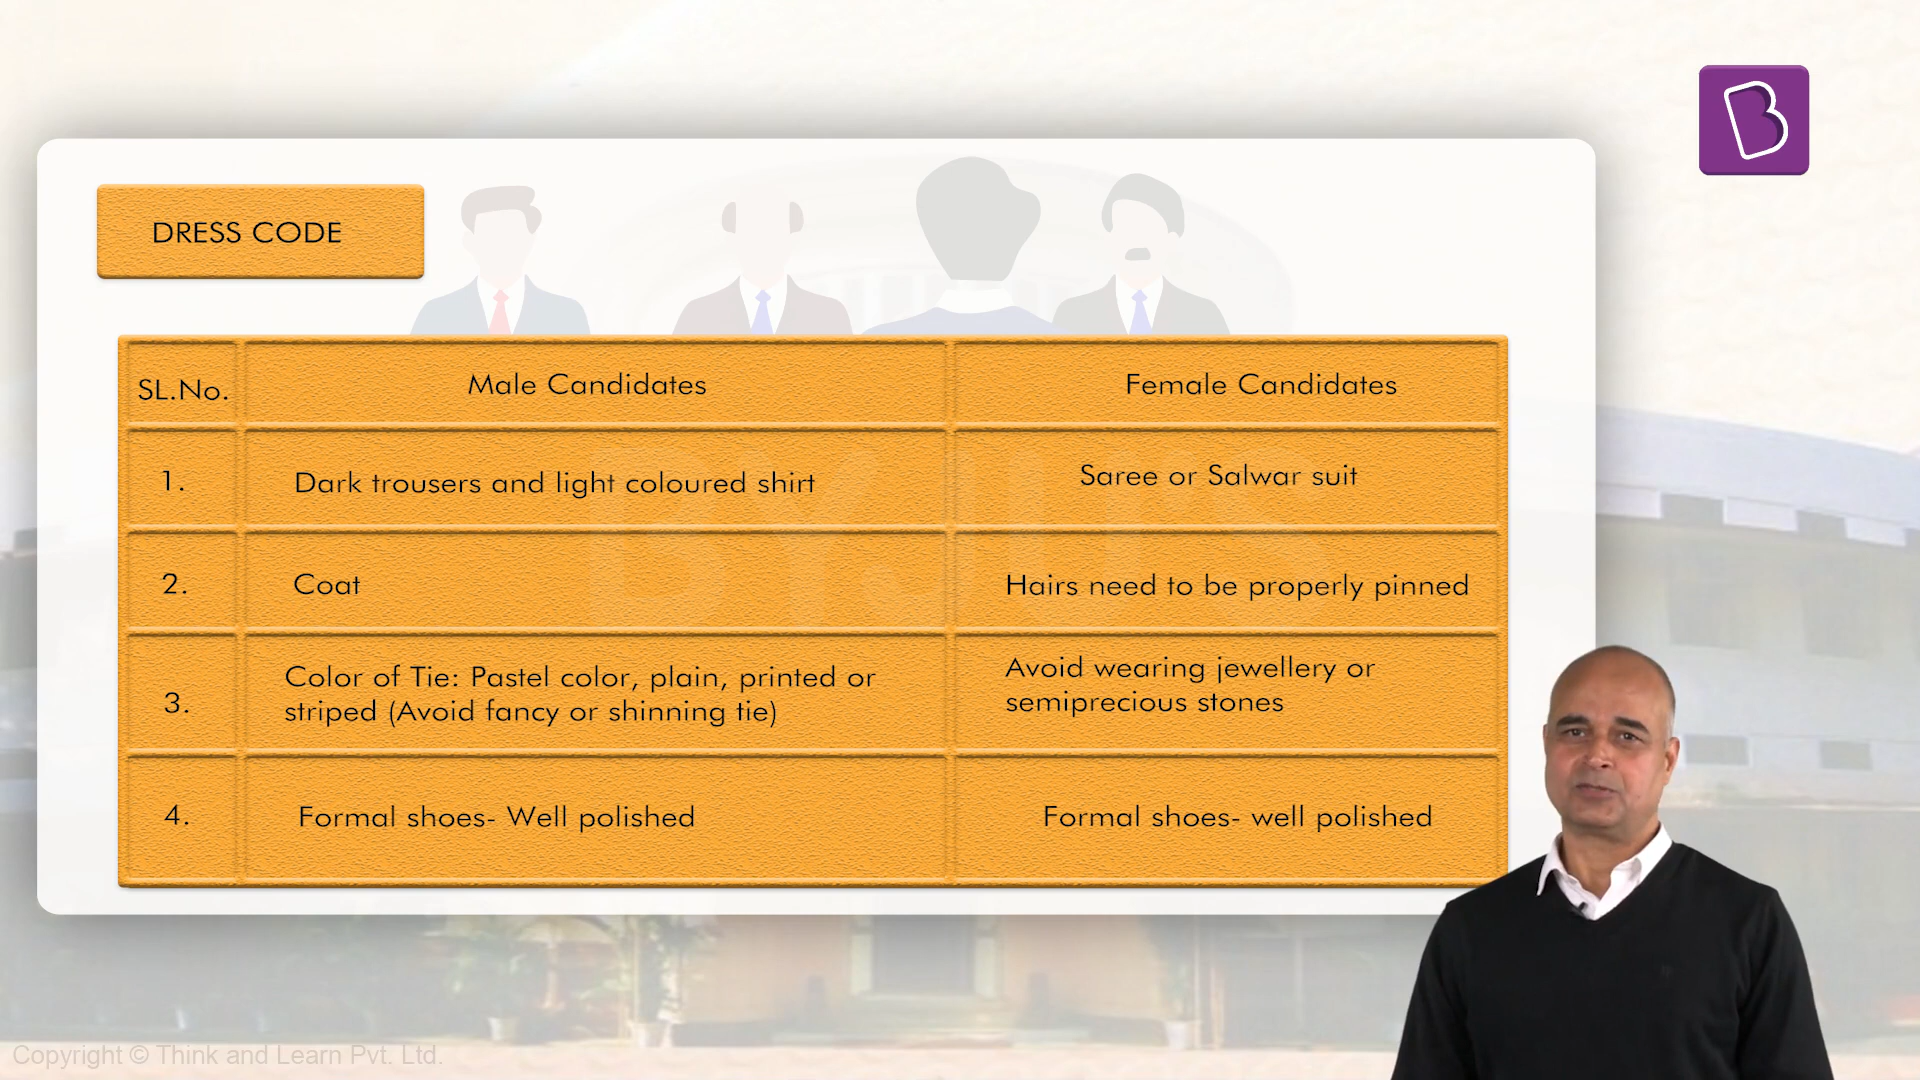 DRESS CODE
SL.No.
Male Candidates
Female Candidates
1.
Dark trousers and light coloured shirt
Saree or Salwar suit
2.
Coat
Hairs need to be properly pinned
3.
Color of Tie: Pastel color, plain, printed or
striped (Avoid fancy or shinning tie)
Avoid wearing jewellery or
semiprecious stones
4.
Formal shoes- Well polished
Formal shoes- well polished
BYJU'S
B
Copyright © Think and Learn Pvt. Ltd.